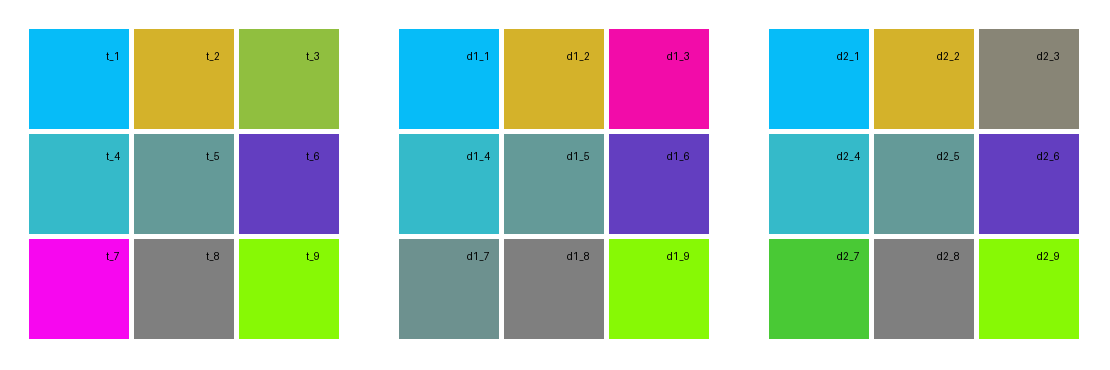 t_1 t_2 t_3 d1_1 d1_2 d1_3 d2_1 d2_2 d2_3
t_4 t_5 t_6 d1_4 d1_5 d1_6 d2_4 d2_5 d2_6
t_7 t_8 t_9 d1_7 d1_8 d1_9 d2_7 d2_8 d2_9